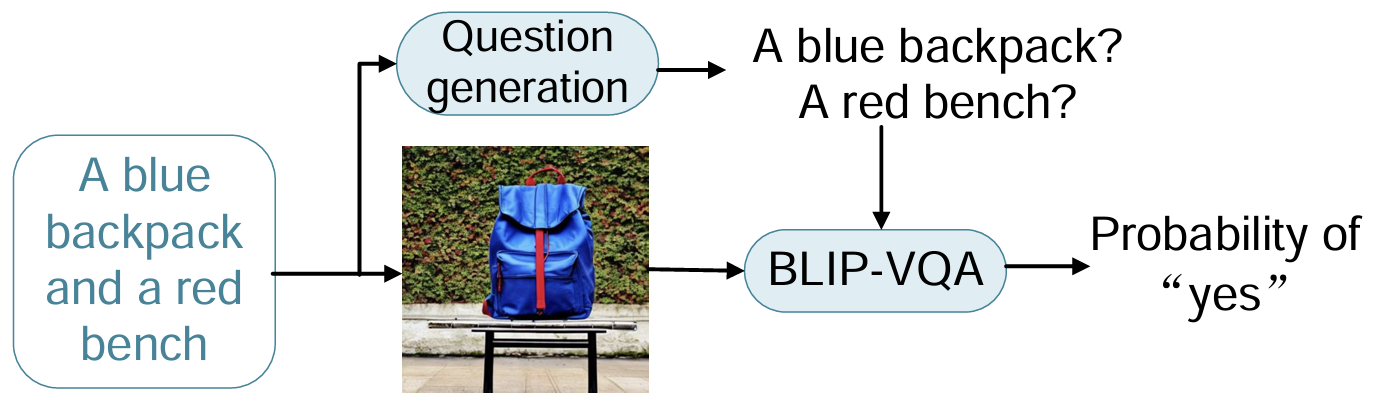 Question
generation
A blue backpack?
A red bench?
A blue
backpack
and a red
bench
BLIP-VQA
Probability of
“yes”